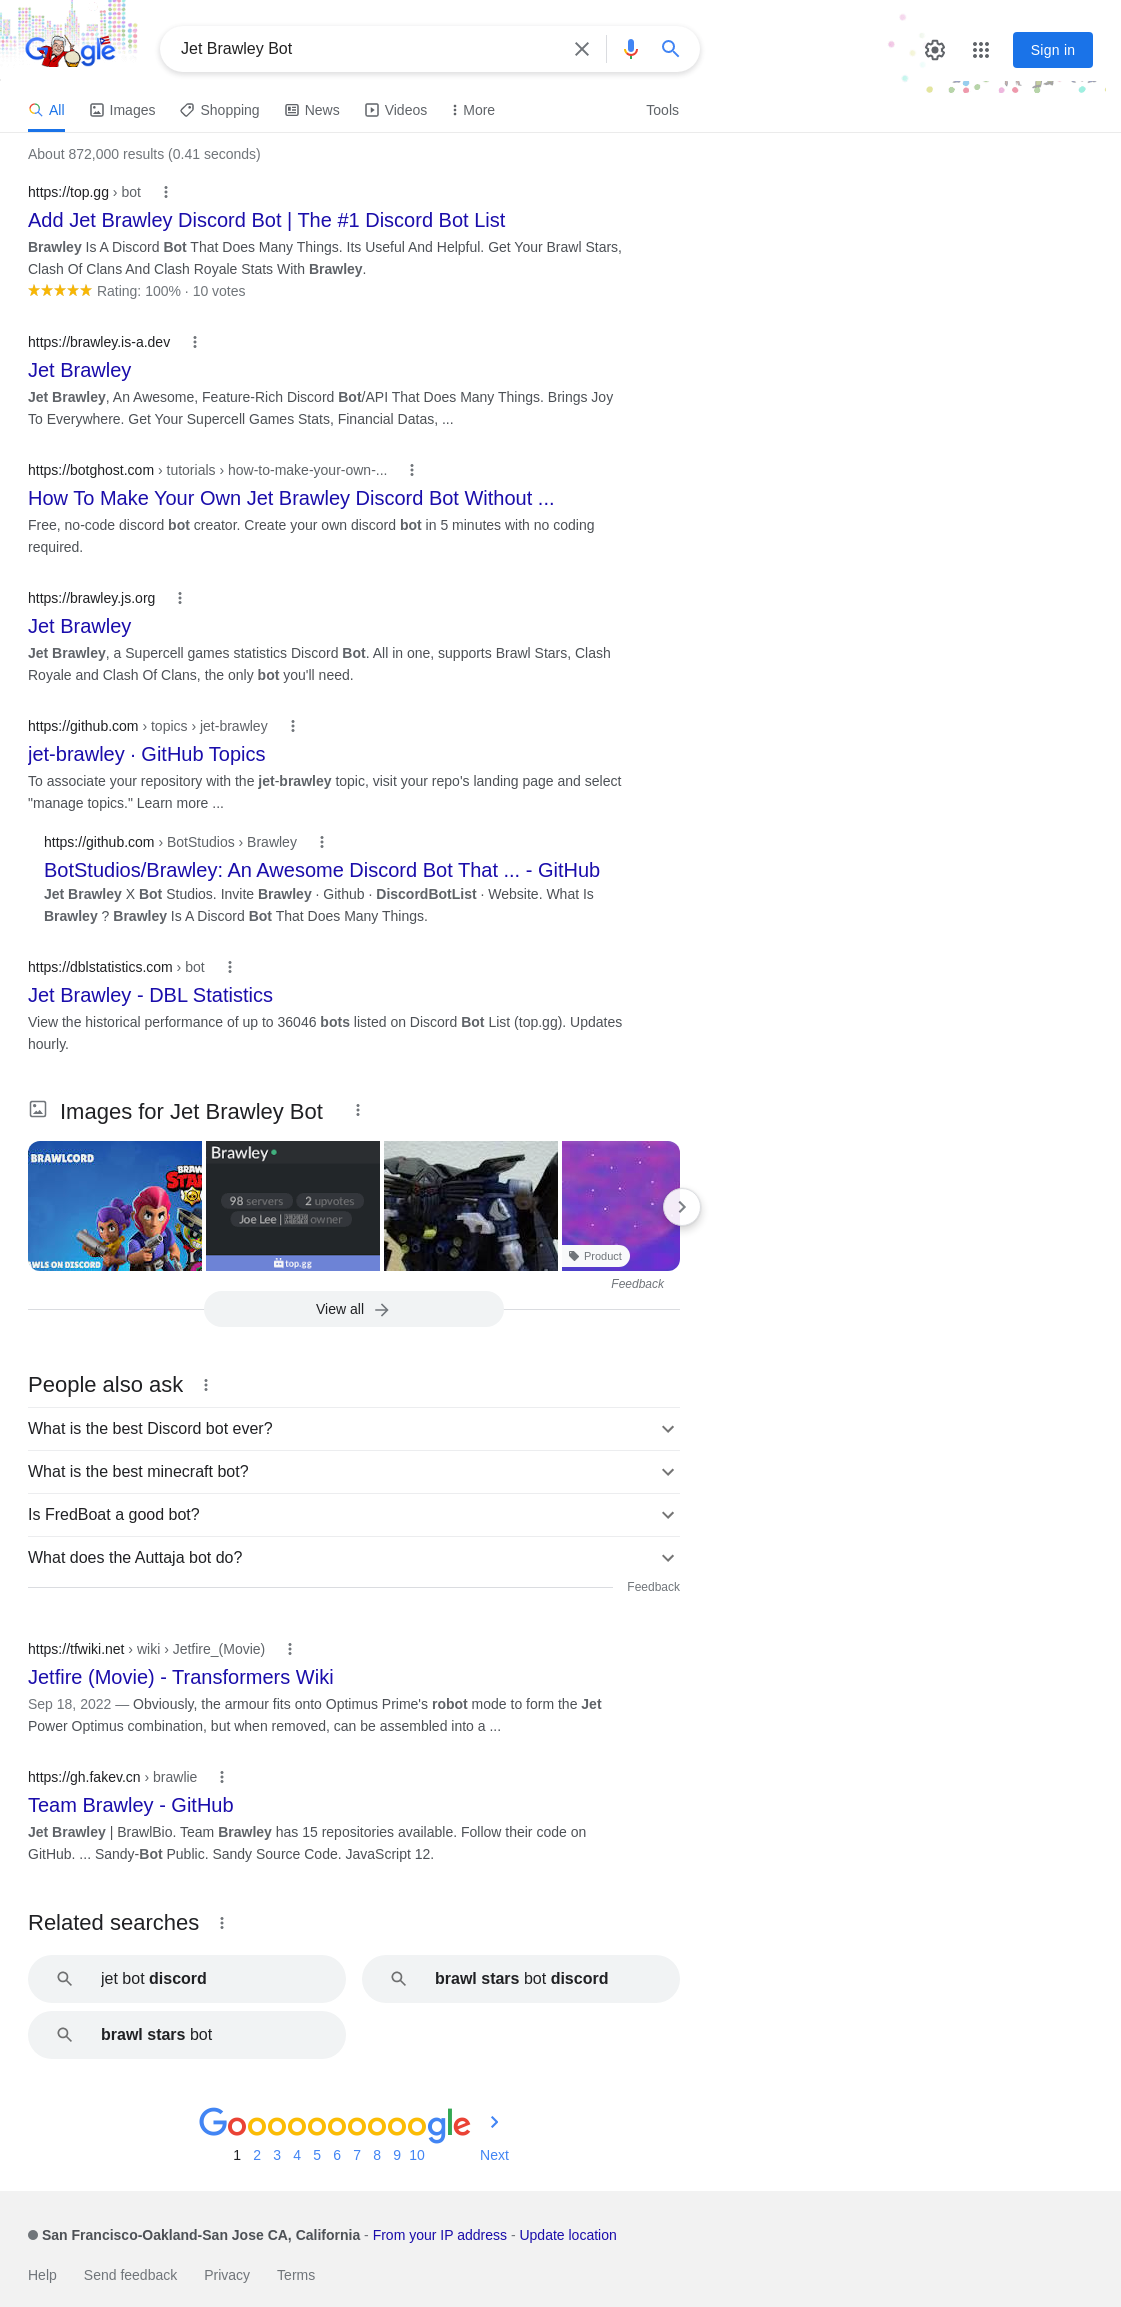 Google
Jet Brawley Bot
Sign in
All
Images
Shopping
News
Videos
More
Tools
About 872,000 results (0.41 seconds)
https://top.gg › bot
Add Jet Brawley Discord Bot | The #1 Discord Bot List
Brawley Is A Discord Bot That Does Many Things. Its Useful And Helpful. Get Your Brawl Stars,
Clash Of Clans And Clash Royale Stats With Brawley.
Rating: 100% · 10 votes
https://brawley.is-a.dev
Jet Brawley
Jet Brawley, An Awesome, Feature-Rich Discord Bot/API That Does Many Things. Brings Joy
To Everywhere. Get Your Supercell Games Stats, Financial Datas, ...
https://botghost.com › tutorials › how-to-make-your-own-...
How To Make Your Own Jet Brawley Discord Bot Without ...
Free, no-code discord bot creator. Create your own discord bot in 5 minutes with no coding
required.
https://brawley.js.org
Jet Brawley
Jet Brawley, a Supercell games statistics Discord Bot. All in one, supports Brawl Stars, Clash
Royale and Clash Of Clans, the only bot you'll need.
https://github.com › topics › jet-brawley
jet-brawley · GitHub Topics
To associate your repository with the jet-brawley topic, visit your repo's landing page and select
"manage topics." Learn more ...
https://github.com › BotStudios › Brawley
BotStudios/Brawley: An Awesome Discord Bot That ... - GitHub
Jet Brawley X Bot Studios. Invite Brawley · Github · DiscordBotList · Website. What Is
Brawley ? Brawley Is A Discord Bot That Does Many Things.
https://dblstatistics.com › bot
Jet Brawley - DBL Statistics
View the historical performance of up to 36046 bots listed on Discord Bot List (top.gg). Updates
hourly.
Images for Jet Brawley Bot
BRAWLCORD
BRAW
STA
AWLS ON DISCORD
Brawley
98 servers
2 upvotes
Joe Lee | owner
top.gg
Product
Feedback
View all
People also ask
What is the best Discord bot ever?
What is the best minecraft bot?
Is FredBoat a good bot?
What does the Auttaja bot do?
Feedback
https://tfwiki.net › wiki › Jetfire_(Movie)
Jetfire (Movie) - Transformers Wiki
Sep 18, 2022 — Obviously, the armour fits onto Optimus Prime's robot mode to form the Jet
Power Optimus combination, but when removed, can be assembled into a ...
https://gh.fakev.cn › brawlie
Team Brawley - GitHub
Jet Brawley | BrawlBio. Team Brawley has 15 repositories available. Follow their code on
GitHub. ... Sandy-Bot Public. Sandy Source Code. JavaScript 12.
Related searches
jet bot discord
brawl stars bot discord
brawl stars bot
Goooooooooogle
1 2 3 4 5 6 7 8 9 10 Next
San Francisco-Oakland-San Jose CA, California - From your IP address - Update location
Help Send feedback Privacy Terms